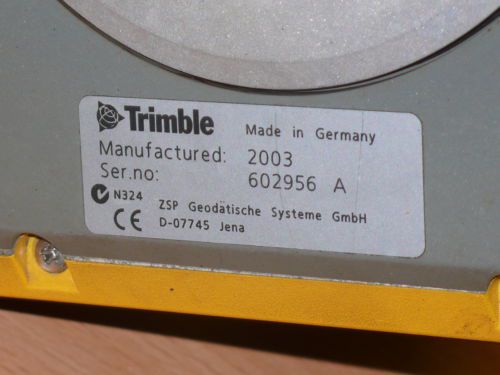 Trimble Made in Germany
Manufactured: 2003
Ser.no: 602956 A
N324 ZSP Geodätische Systeme GmbH
CE D-07745 Jena